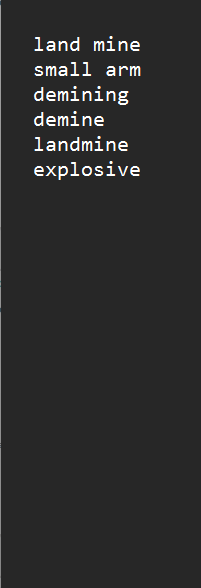 land mine
small arm
demining
demine
landmine
explosive